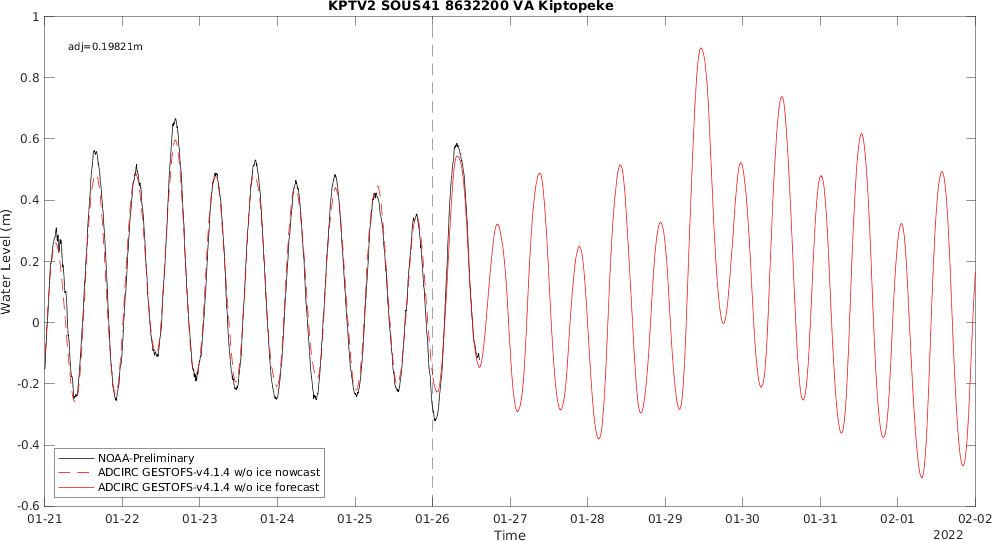 KPTV2 SOUS41 8632200 VA Kiptopeke
adj=0.19821m
1
0.8
0.6
0.4
0.2
0
-0.2
-0.4
-0.6
Water Level (m)
NOAA-Preliminary
ADCIRC GESTOFS-v4.1.4 w/o ice nowcast
ADCIRC GESTOFS-v4.1.4 w/o ice forecast
01-21 01-22 01-23 01-24 01-25 01-26 01-27 01-28 01-29 01-30 01-31 02-01 02-02
Time
2022